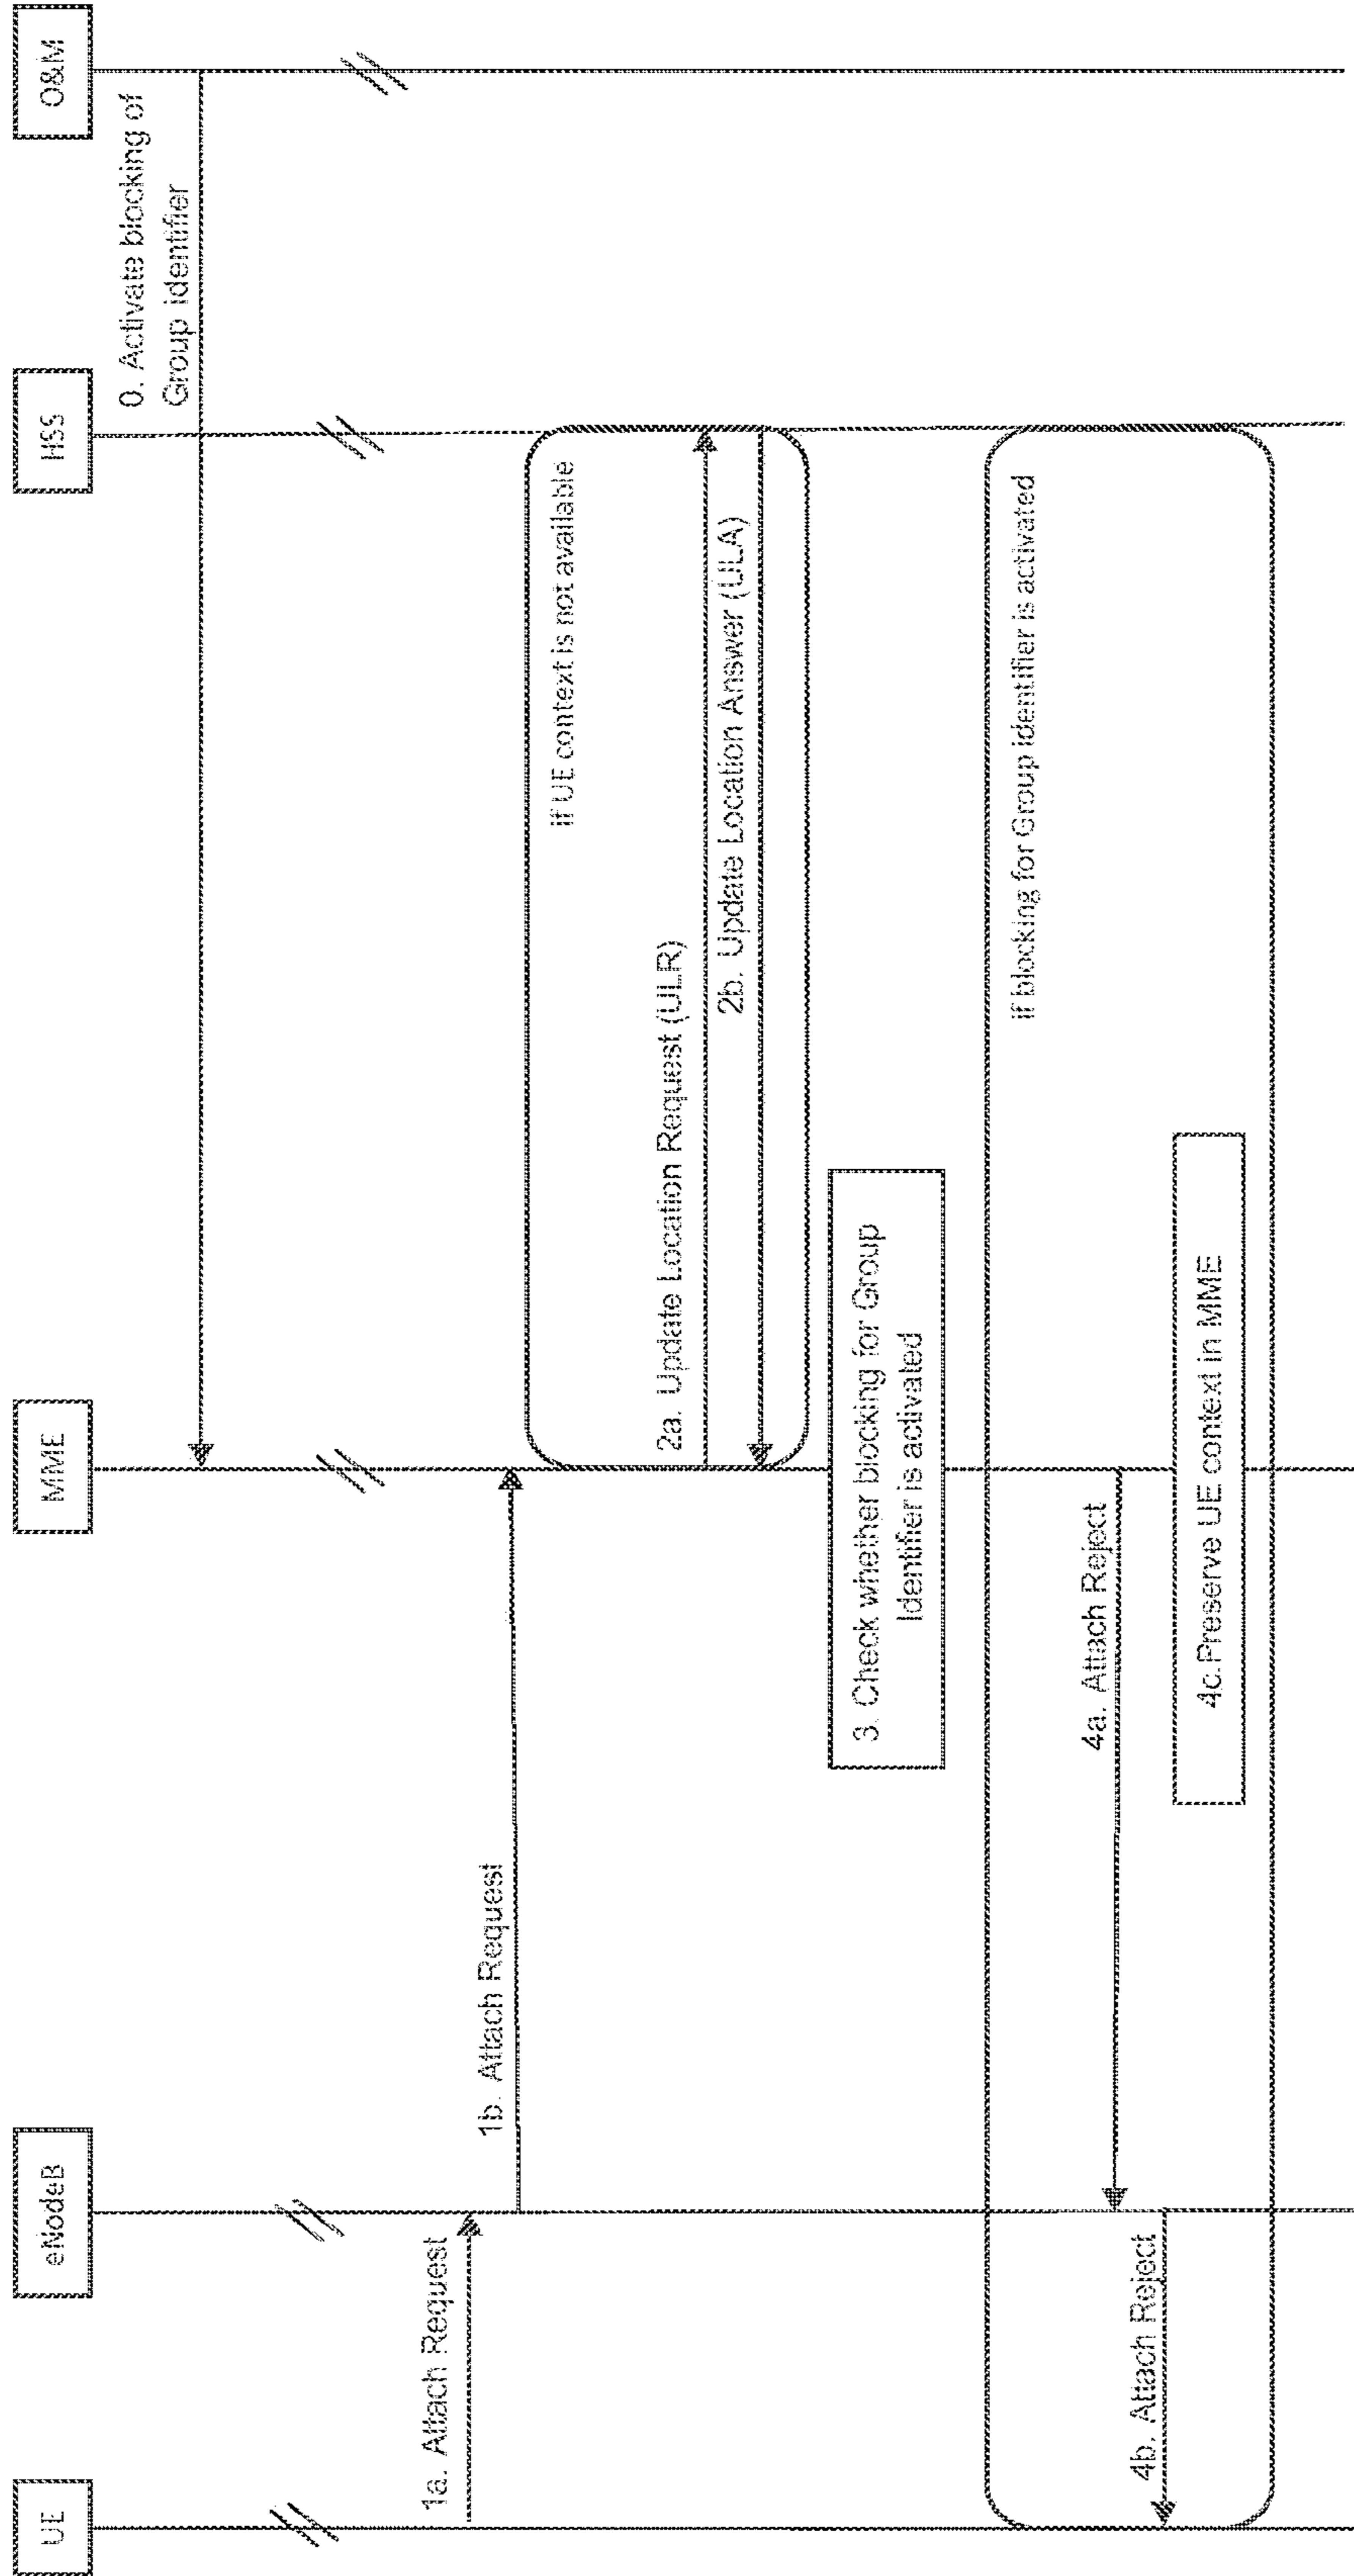 UE
eNodeB
MME
HSS
O&M
0. Activate blocking of
Group identifier
1a. Attach Request
1b. Attach Request
if UE context is not available
2a. Update Location Request (ULR)
2b. Update Location Answer (ULA)
3. Check whether blocking for Group
Identifier is activated
if blocking for Group identifier is activated
4a. Attach Reject
4b. Attach Reject
4c.Preserve UE context in MME